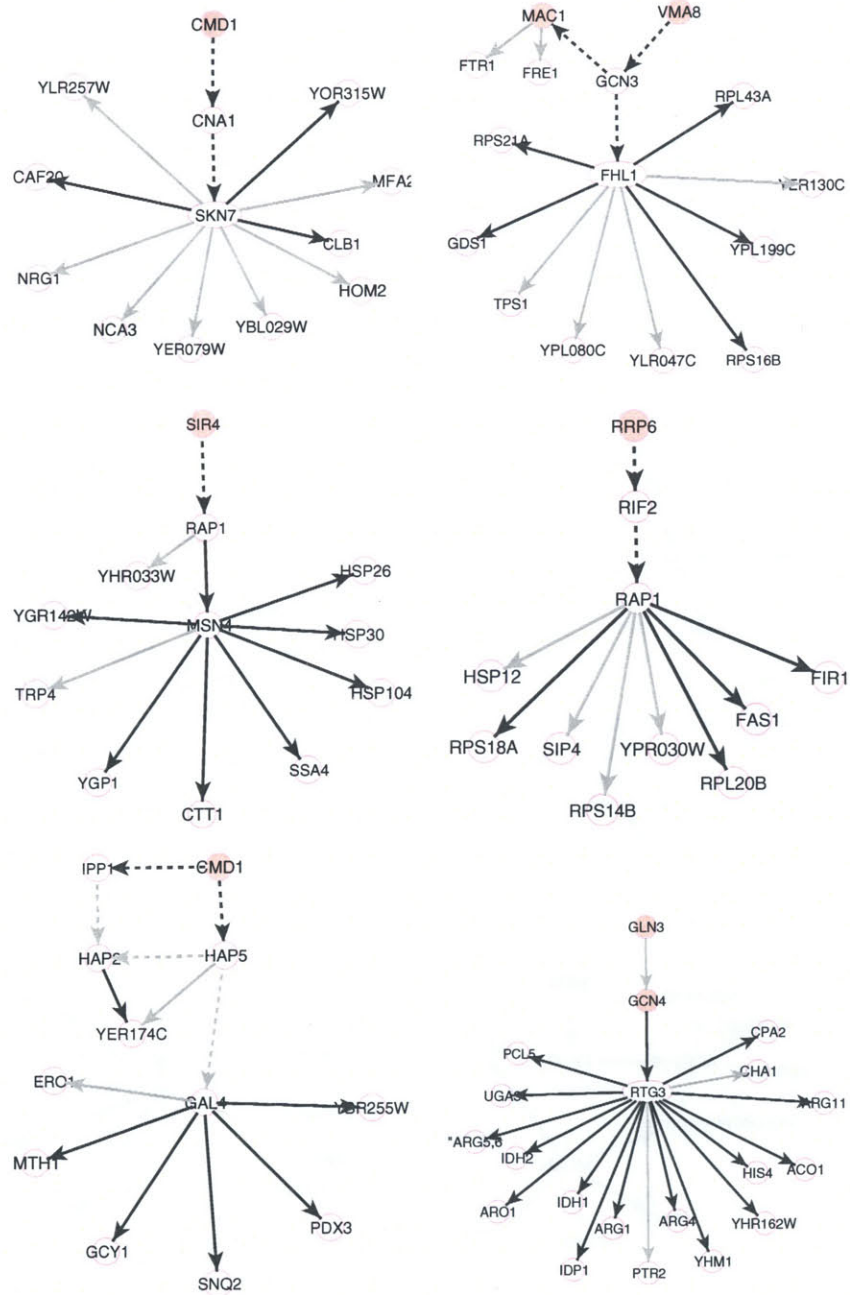 CMD1
YLR257W
YOR315W
CNA1
CAF20
MFA2
SKN7
CLB1
NRG1
HOM2
NCA3
YBL029W
YER079W
MAC1
VMA8
FTR1
FRE1
GCN3
RPL43A
RPS21A
FHL1
YER130C
GDS1
YPL199C
TPS1
YPL080C
YLR047C
RPS16B
SIR4
RAP1
YHR033W
HSP26
YGR142W
MSN4
HSP30
TRP4
HSP104
YGP1
SSA4
CTT1
RRP6
RIF2
RAP1
HSP12
FIR1
RPS18A
SIP4
YPR030W
FAS1
RPL20B
RPS14B
IPP1
CMD1
HAP2
HAP5
YER174C
ERO1
GAL4
MTH1
PDX3
GCY1
SNQ2
GLN3
GCN4
CPA2
PCL5
CHA1
RTG3
ARG11
"ARG5,6
IDH2
HIS4
ACO1
ARO1
IDH1
ARG1
ARG4
YHR162W
IDP1
PTR2
YHM1